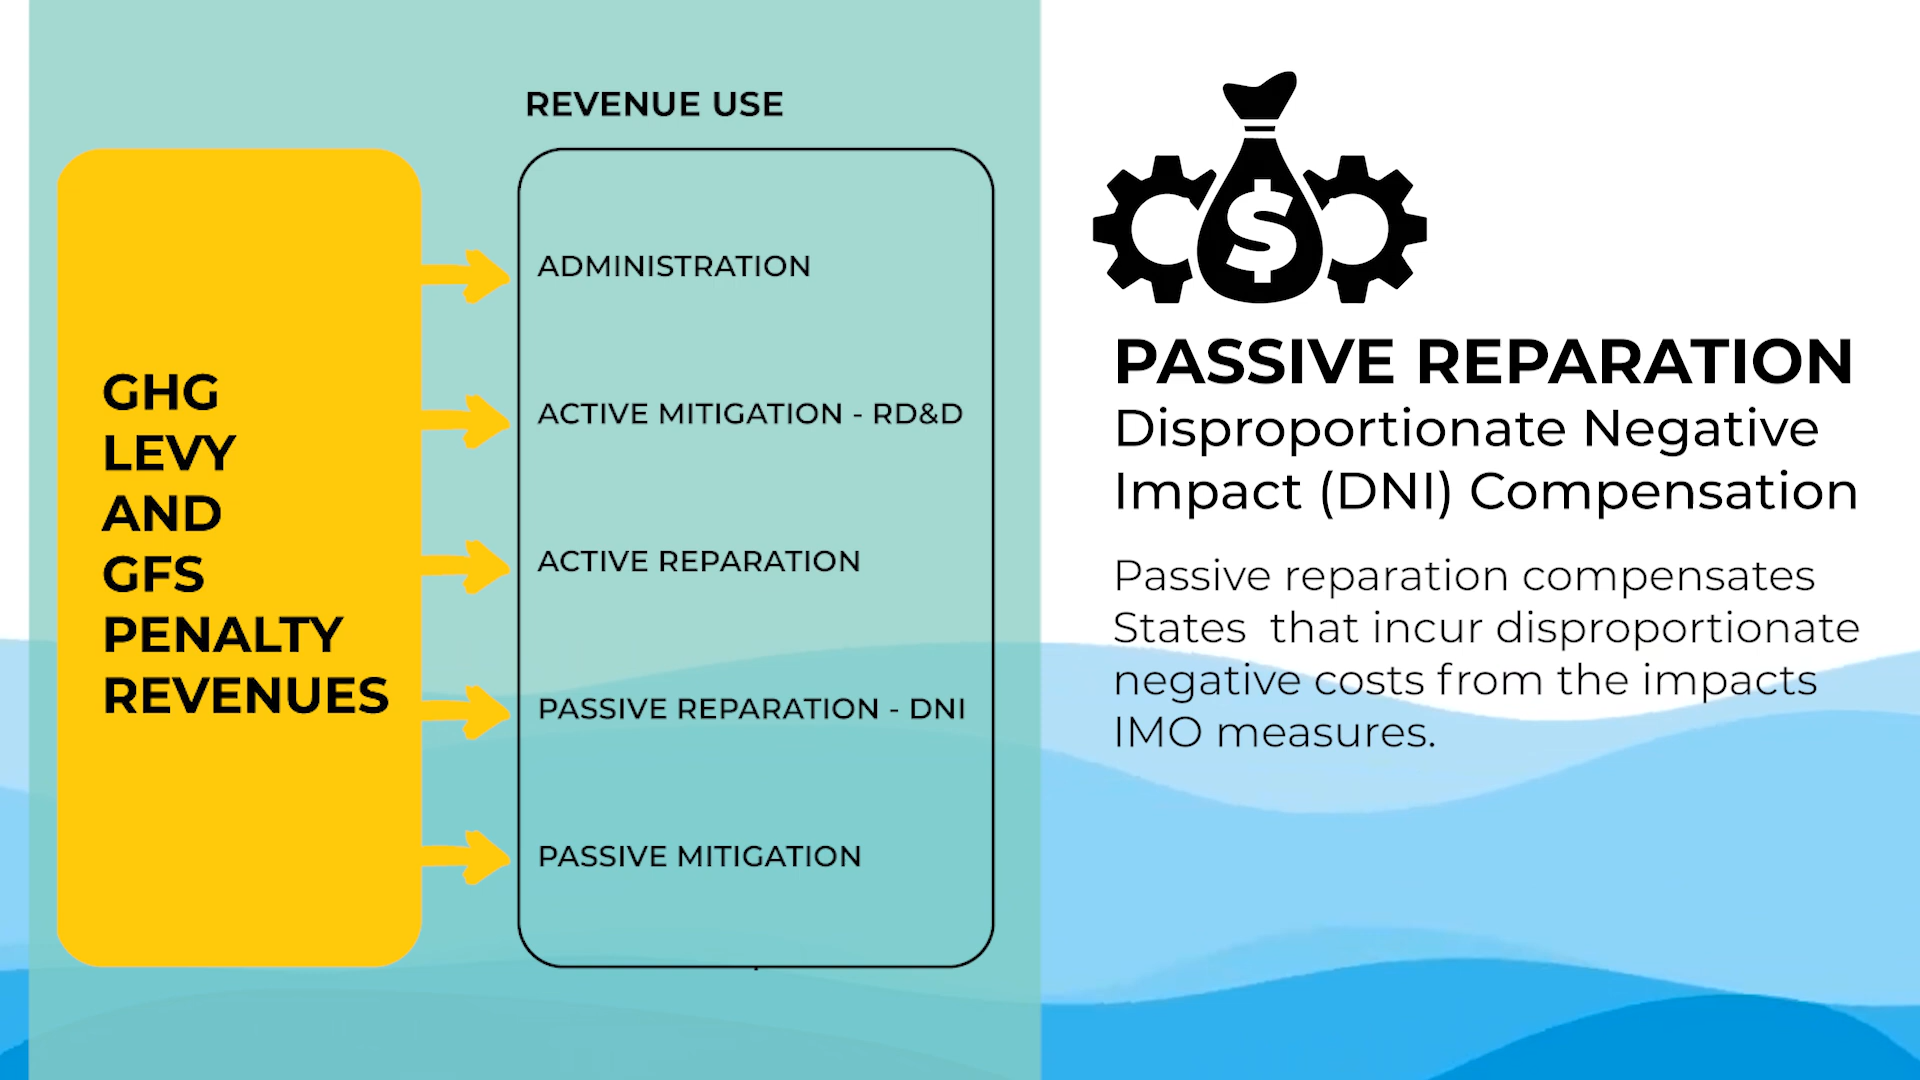 REVENUE USE
GHG
LEVY
AND
GFS
PENALTY
REVENUES
ADMINISTRATION
ACTIVE MITIGATION - RD&D
ACTIVE REPARATION
PASSIVE REPARATION - DNI
PASSIVE MITIGATION
$
PASSIVE REPARATION
Disproportionate Negative
Impact (DNI) Compensation
Passive reparation compensates
States  that incur disproportionate
negative costs from the impacts
IMO measures.